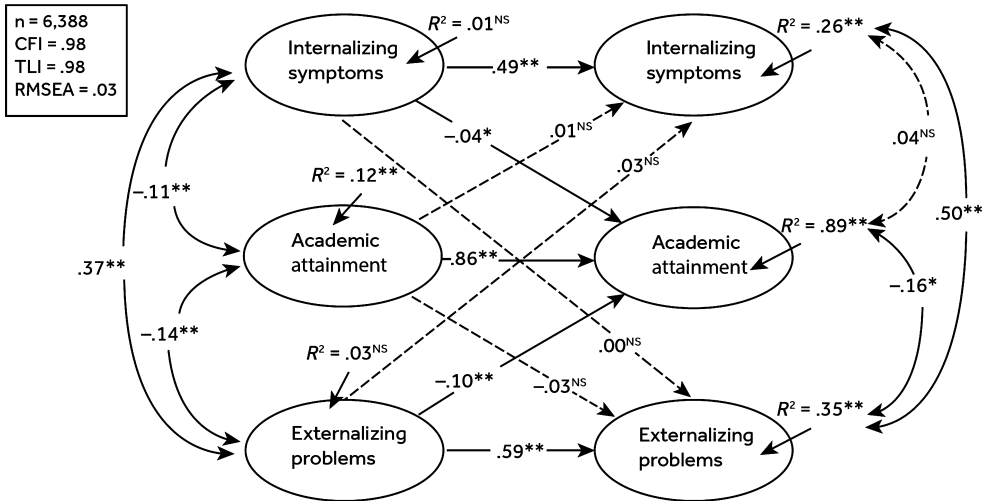 n = 6,388
CFI = .98
TLI = .98
RMSEA = .03
R² = .01ᴺˢ
Internalizing
symptoms
.49**
Internalizing
symptoms
R² = .26**
–.04*
.01ᴺˢ
.03ᴺˢ
.04ᴺˢ
–.11**
R² = .12**
.50**
Academic
attainment
–.86**
Academic
attainment
R² = .89**
.37**
–.16*
–.14**
R² = .03ᴺˢ
.00ᴺˢ
–.10**
–.03ᴺˢ
Externalizing
problems
.59**
Externalizing
problems
R² = .35**